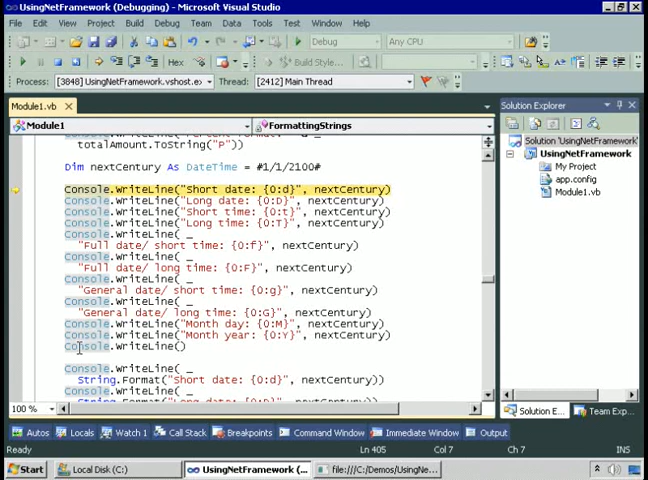 UsingNetFramework (Debugging) - Microsoft Visual Studio
File Edit View Project Build Debug Team Data Tools Test Window Help
Debug Any CPU
Hex Build Style...
Process: [3848] UsingNetFramework.vshost.ex Thread: [2412] Main Thread
Module1.vb
Module1 FormattingStrings
totalAmount.ToString("P"))
Dim nextCentury As DateTime = #1/1/2100#
Console.WriteLine("Short date: {0:d}", nextCentury)
Console.WriteLine("Long date: {0:D}", nextCentury)
Console.WriteLine("Short time: {0:t}", nextCentury)
Console.WriteLine("Long time: {0:T}", nextCentury)
Console.WriteLine( _
"Full date/ short time: {0:f}", nextCentury)
Console.WriteLine( _
"Full date/ long time: {0:F}", nextCentury)
Console.WriteLine( _
"General date/ short time: {0:g}", nextCentury)
Console.WriteLine( _
"General date/ long time: {0:G}", nextCentury)
Console.WriteLine("Month day: {0:M}", nextCentury)
Console.WriteLine("Month year: {0:Y}", nextCentury)
Console.WriteLine()
Console.WriteLine( _
String.Format("Short date: {0:d}", nextCentury))
Console.WriteLine( _
String.Format("Long date: {0:D}", nextCentury))
100 %
Solution Explorer
Solution 'UsingNetFramework'
UsingNetFramework
My Project
app.config
Module1.vb
Solution E... Team Exp...
Autos Locals Watch 1 Call Stack Breakpoints Command Window Immediate Window Output
Ready Ln 405 Col 7 Ch 7 INS
Start Local Disk (C:) UsingNetFramework (... file:///C:/Demos/UsingNe...